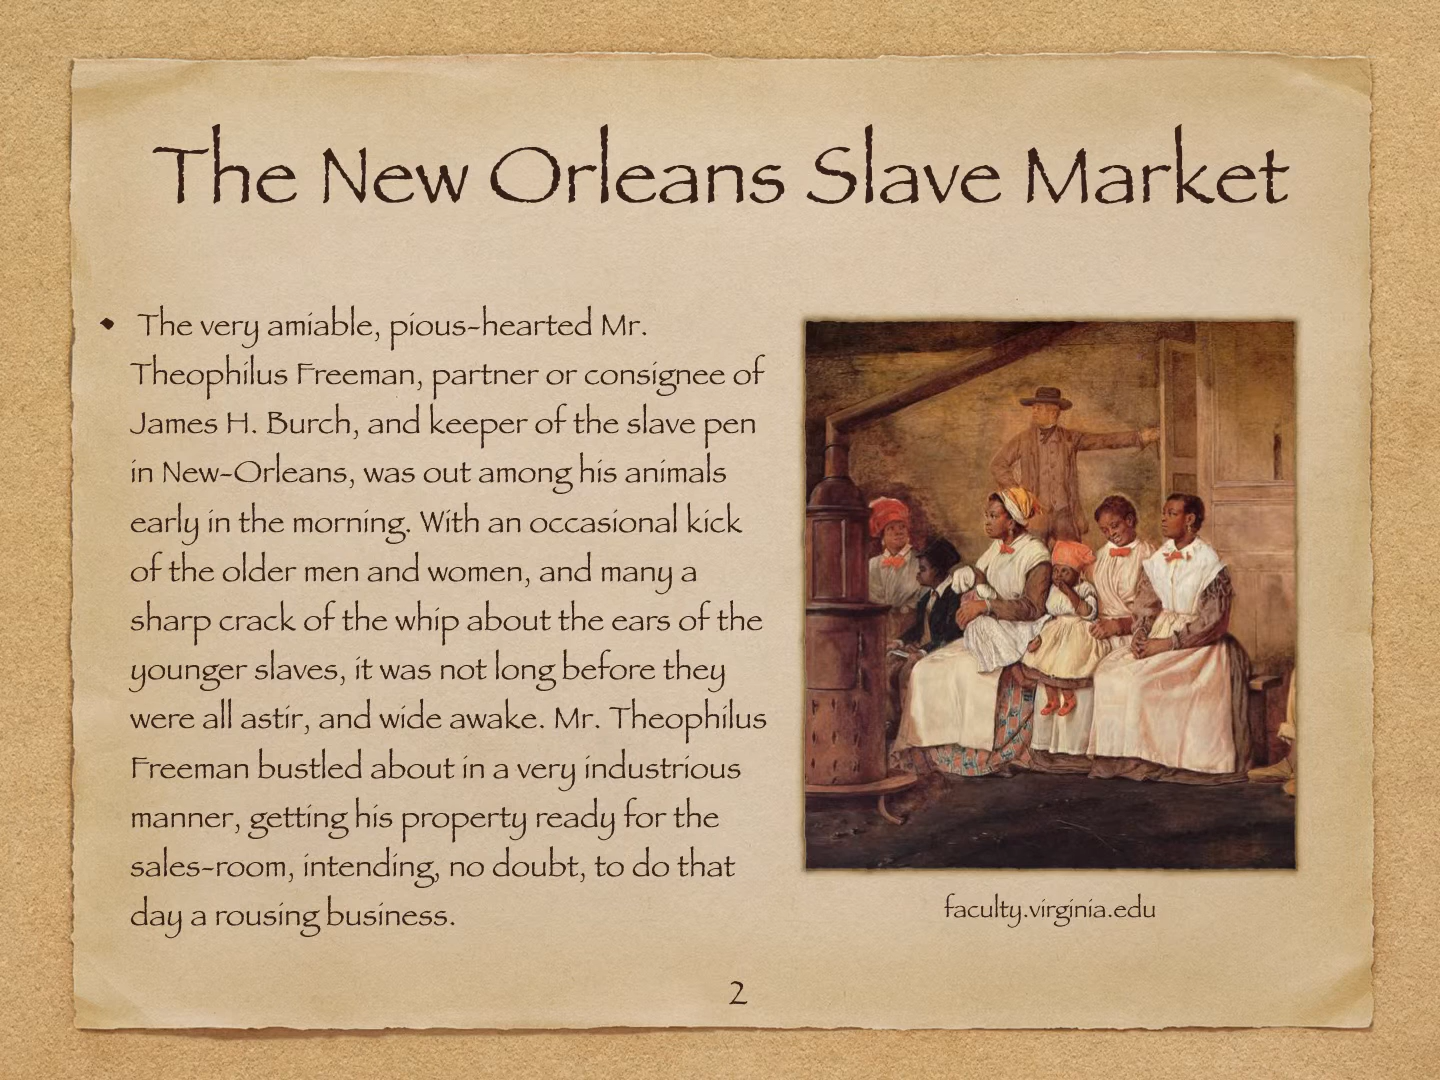 The New Orleans Slave Market
• The very amiable, pious-hearted Mr.
Theophilus Freeman, partner or consignee of
James H. Burch, and keeper of the slave pen
in New-Orleans, was out among his animals
early in the morning. With an occasional kick
of the older men and women, and many a
sharp crack of the whip about the ears of the
younger slaves, it was not long before they
were all astir, and wide awake. Mr. Theophilus
Freeman bustled about in a very industrious
manner, getting his property ready for the
sales-room, intending, no doubt, to do that
day a rousing business.
faculty.virginia.edu
2